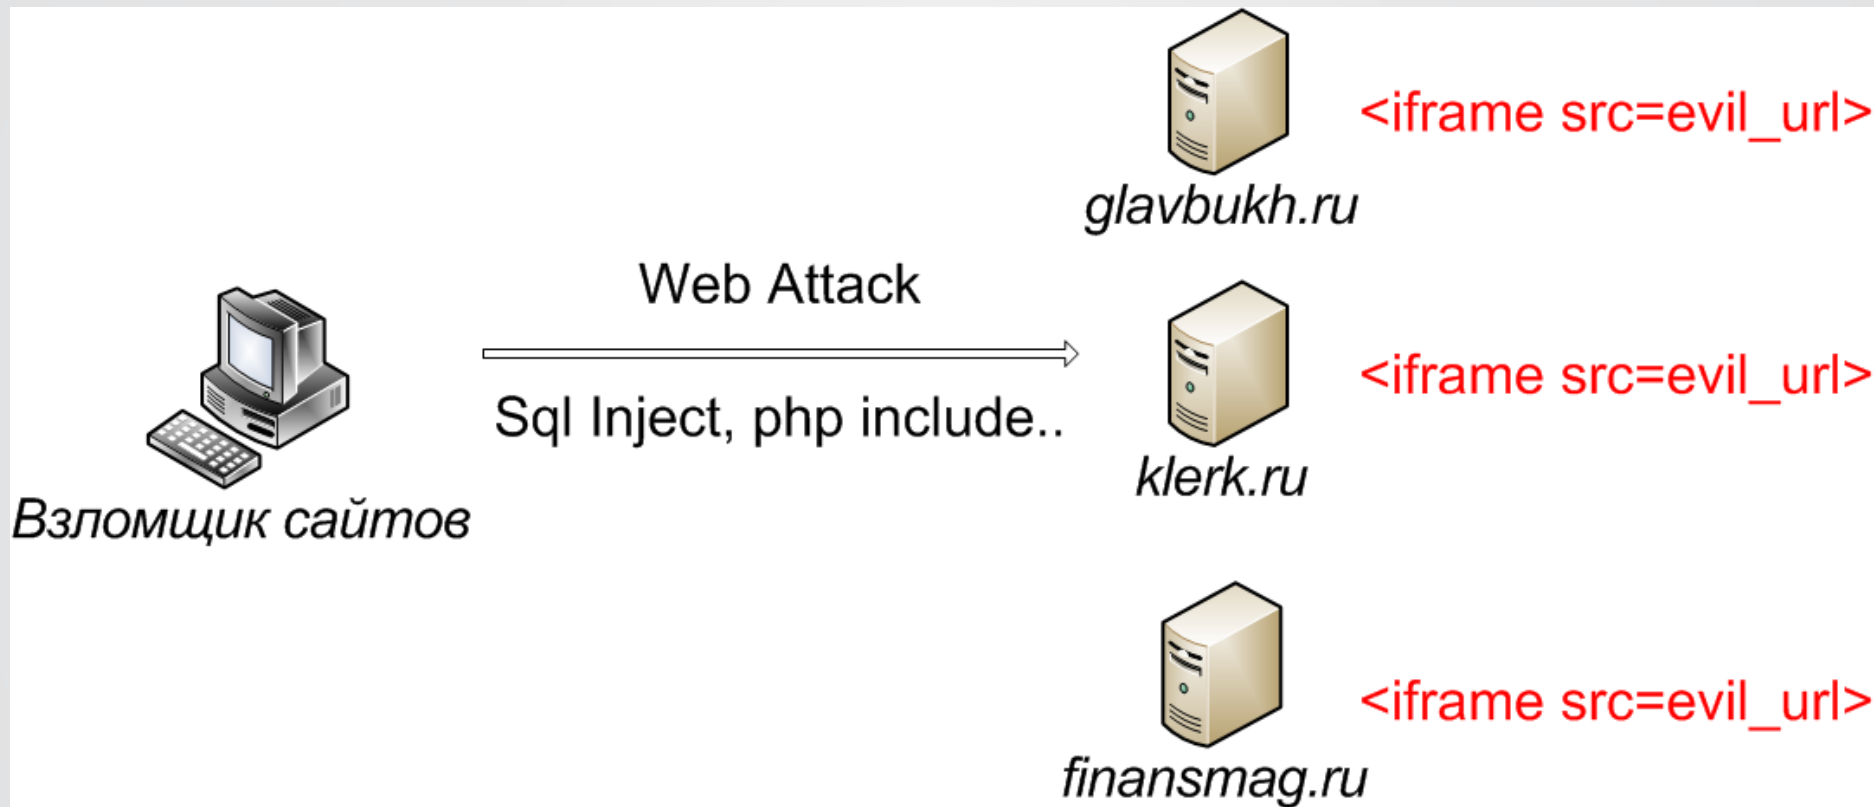 <iframe src=evil_url>
glavbukh.ru
Web Attack
Sql Inject, php include..
Взломщик сайтов
<iframe src=evil_url>
klerk.ru
<iframe src=evil_url>
finansmag.ru